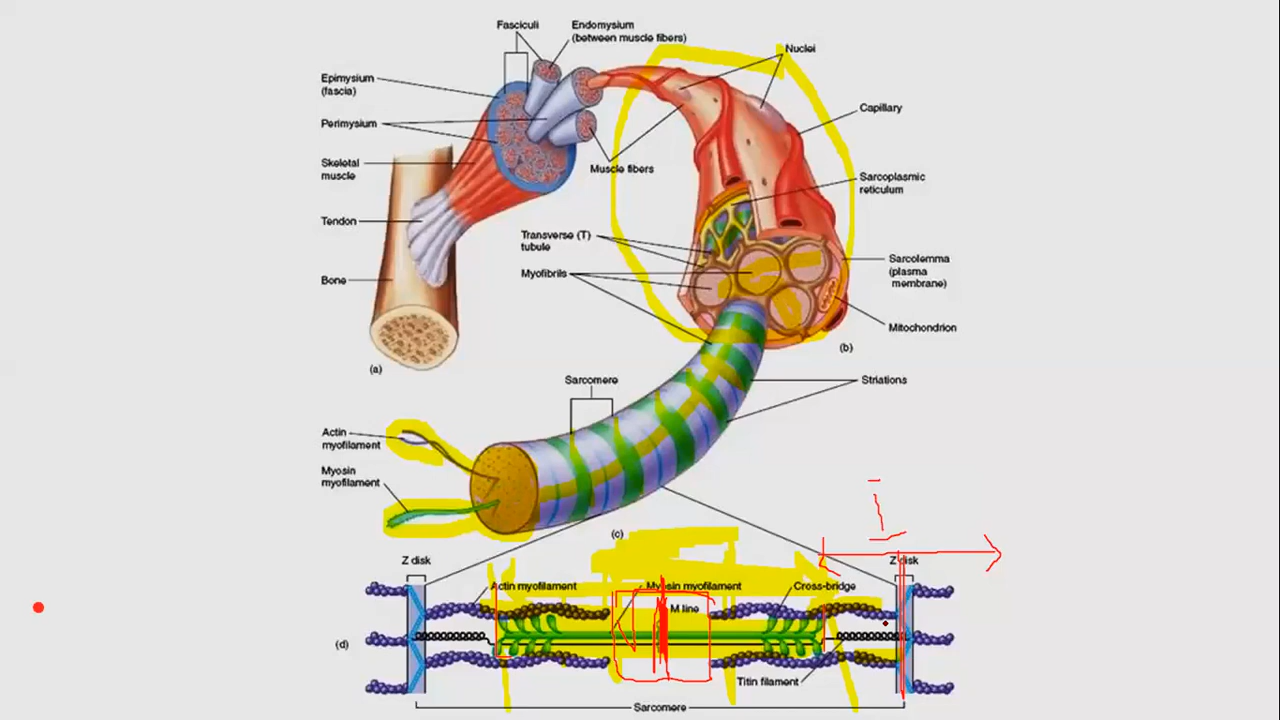 Fasciuli
Endomysium
(between muscle fibers)
Nuclei
Epimysium
(fascia)
Capillary
Perimysium
Skeletal
muscle
Muscle fibers
Sarcoplasmic
reticulum
Tendon
Transverse (T)
tubule
Myofibrils
Sarcolemma
(plasma
membrane)
Bone
Mitochondrion
(b)
(a)
Sarcomere
Striations
Actin
myofilament
Myosin
myofilament
(c)
Z disk
Z disk
Actin myofilament
Myosin myofilament
Cross-bridge
M line
(d)
Titin filament
Sarcomere